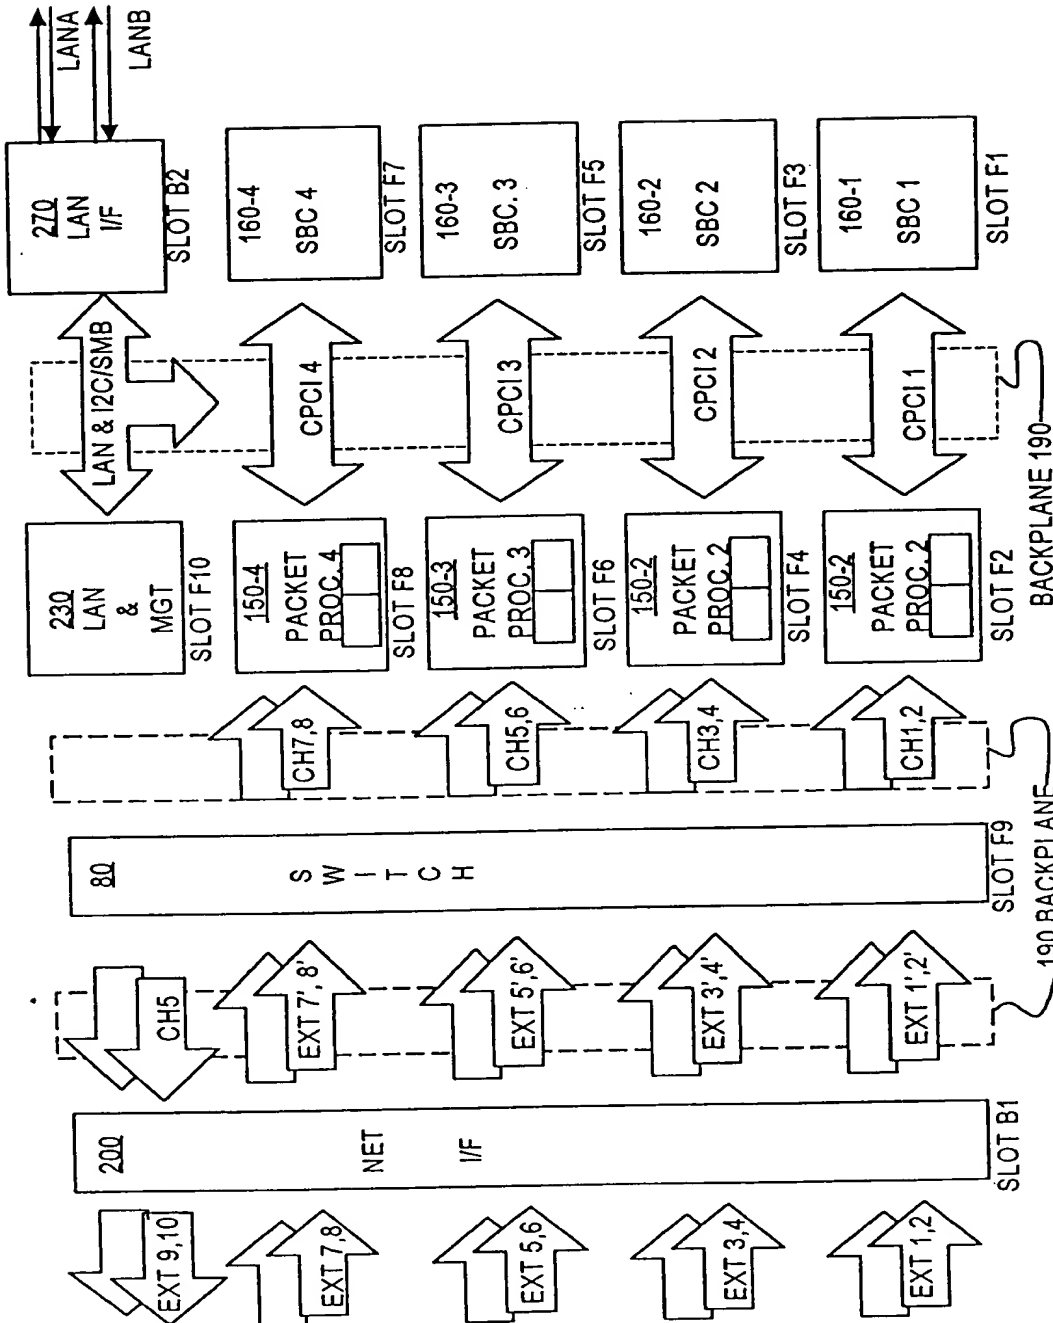 EXT 9,10
EXT 7,8
EXT 5,6
EXT 3,4
EXT 1,2
200
NET
I/F
SLOT B1
CH5
EXT 7', 8'
EXT 5', 6'
EXT 3', 4'
EXT 1', 2'
190 BACKPLANE
80
SWITCH
SLOT F9
CH7,8
CH5,6
CH3,4
CH1,2
230
LAN
&
MGT
SLOT F10
150-4
PACKET
PROC. 4
SLOT F8
150-3
PACKET
PROC. 3
SLOT F6
150-2
PACKET
PROC. 2
SLOT F4
150-2
PACKET
PROC. 2
SLOT F2
BACKPLANE 190
LAN & I2C/SMB
CPCI 4
CPCI 3
CPCI 2
CPCI 1
270
LAN
I/F
SLOT B2
LANA
LANB
160-4
SBC 4
SLOT F7
160-3
SBC. 3
SLOT F5
160-2
SBC 2
SLOT F3
160-1
SBC 1
SLOT F1